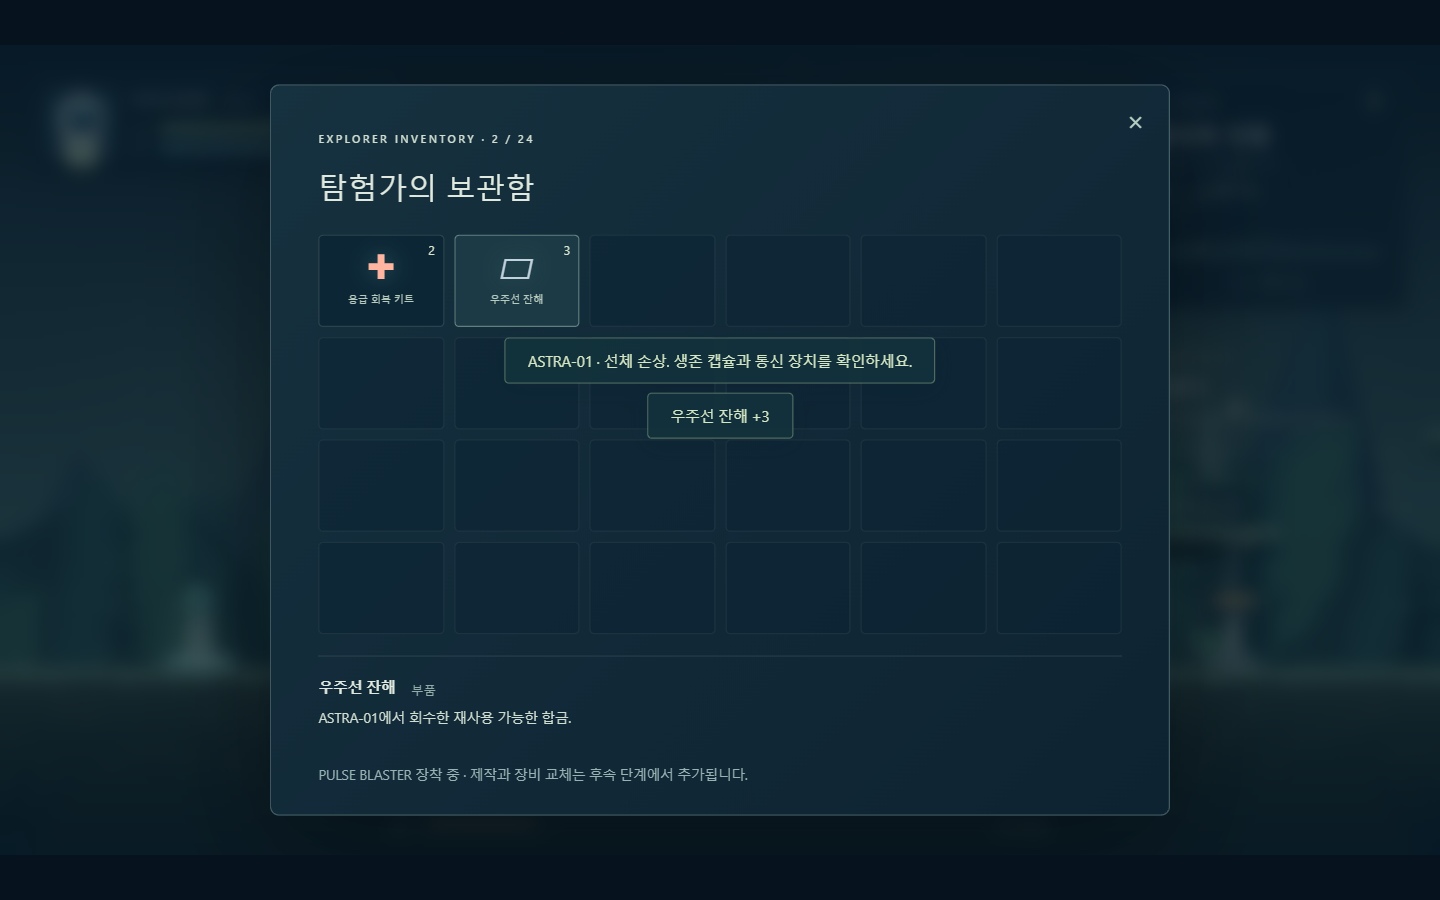 EXPLORER INVENTORY · 2 / 24
탐험가의 보관함
2
응급 회복 키트
3
우주선 잔해
ASTRA-01 · 선체 손상. 생존 캡슐과 통신 장치를 확인하세요.
우주선 잔해 +3
우주선 잔해 부품
ASTRA-01에서 회수한 재사용 가능한 합금.
PULSE BLASTER 장착 중 · 제작과 장비 교체는 후속 단계에서 추가됩니다.